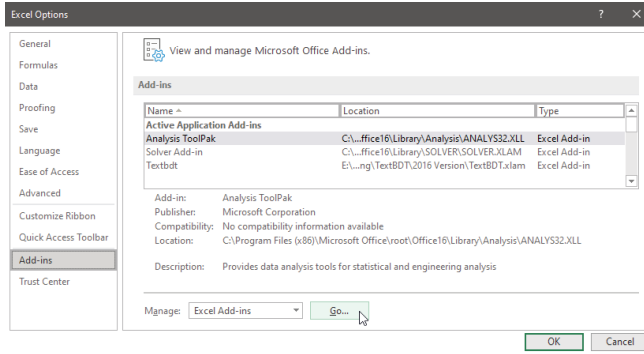 Excel Options ? ×
General
Formulas
Data
Proofing
Save
Language
Ease of Access
Advanced
Customize Ribbon
Quick Access Toolbar
Add-ins
Trust Center
View and manage Microsoft Office Add-ins.
Add-ins
Name Location Type
Active Application Add-ins
Analysis ToolPak C:\...ffice16\Library\Analysis\ANALYS32.XLL Excel Add-in
Solver Add-in C:\...ffice16\Library\SOLVER\SOLVER.XLAM Excel Add-in
Textbdt E:\...ng\TextBDT\2016 Version\TextBDT.xlam Excel Add-in
Add-in: Analysis ToolPak
Publisher: Microsoft Corporation
Compatibility: No compatibility information available
Location: C:\Program Files (x86)\Microsoft Office\root\Office16\Library\Analysis\ANALYS32.XLL
Description: Provides data analysis tools for statistical and engineering analysis
Manage: Excel Add-ins Go...
OK Cancel